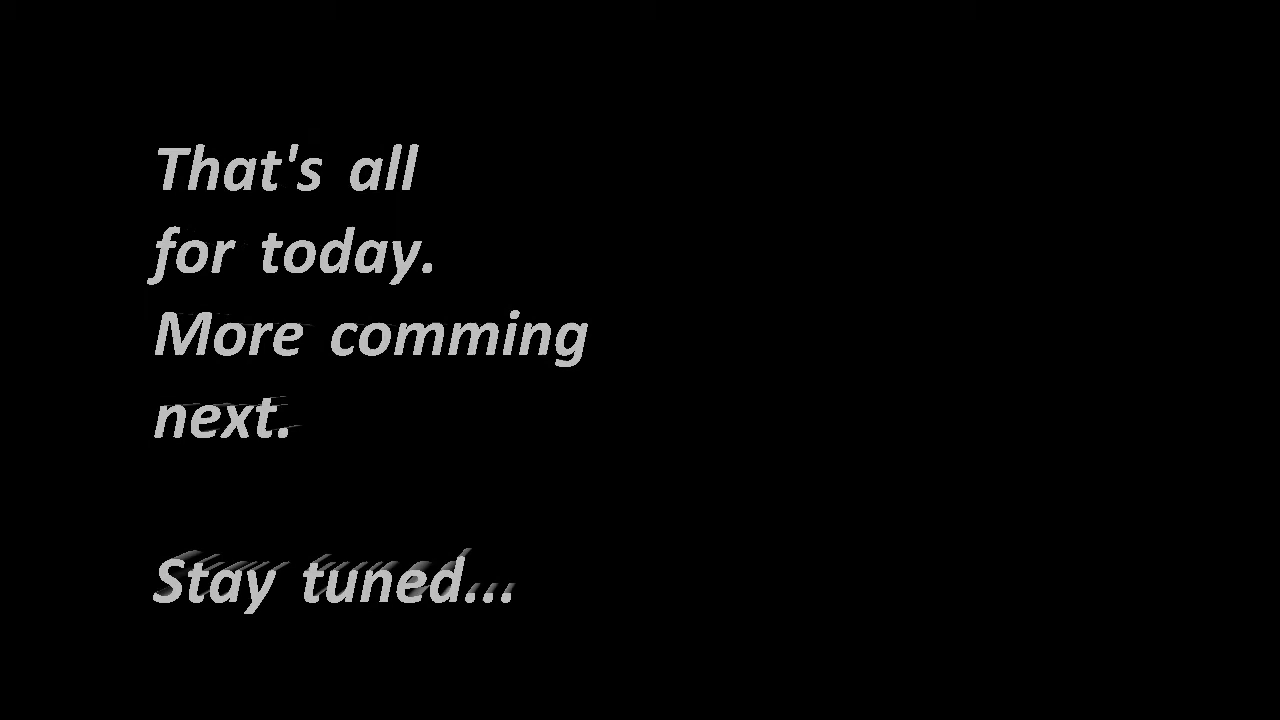 That's all
for today.
More comming
next.
Stay tuned...